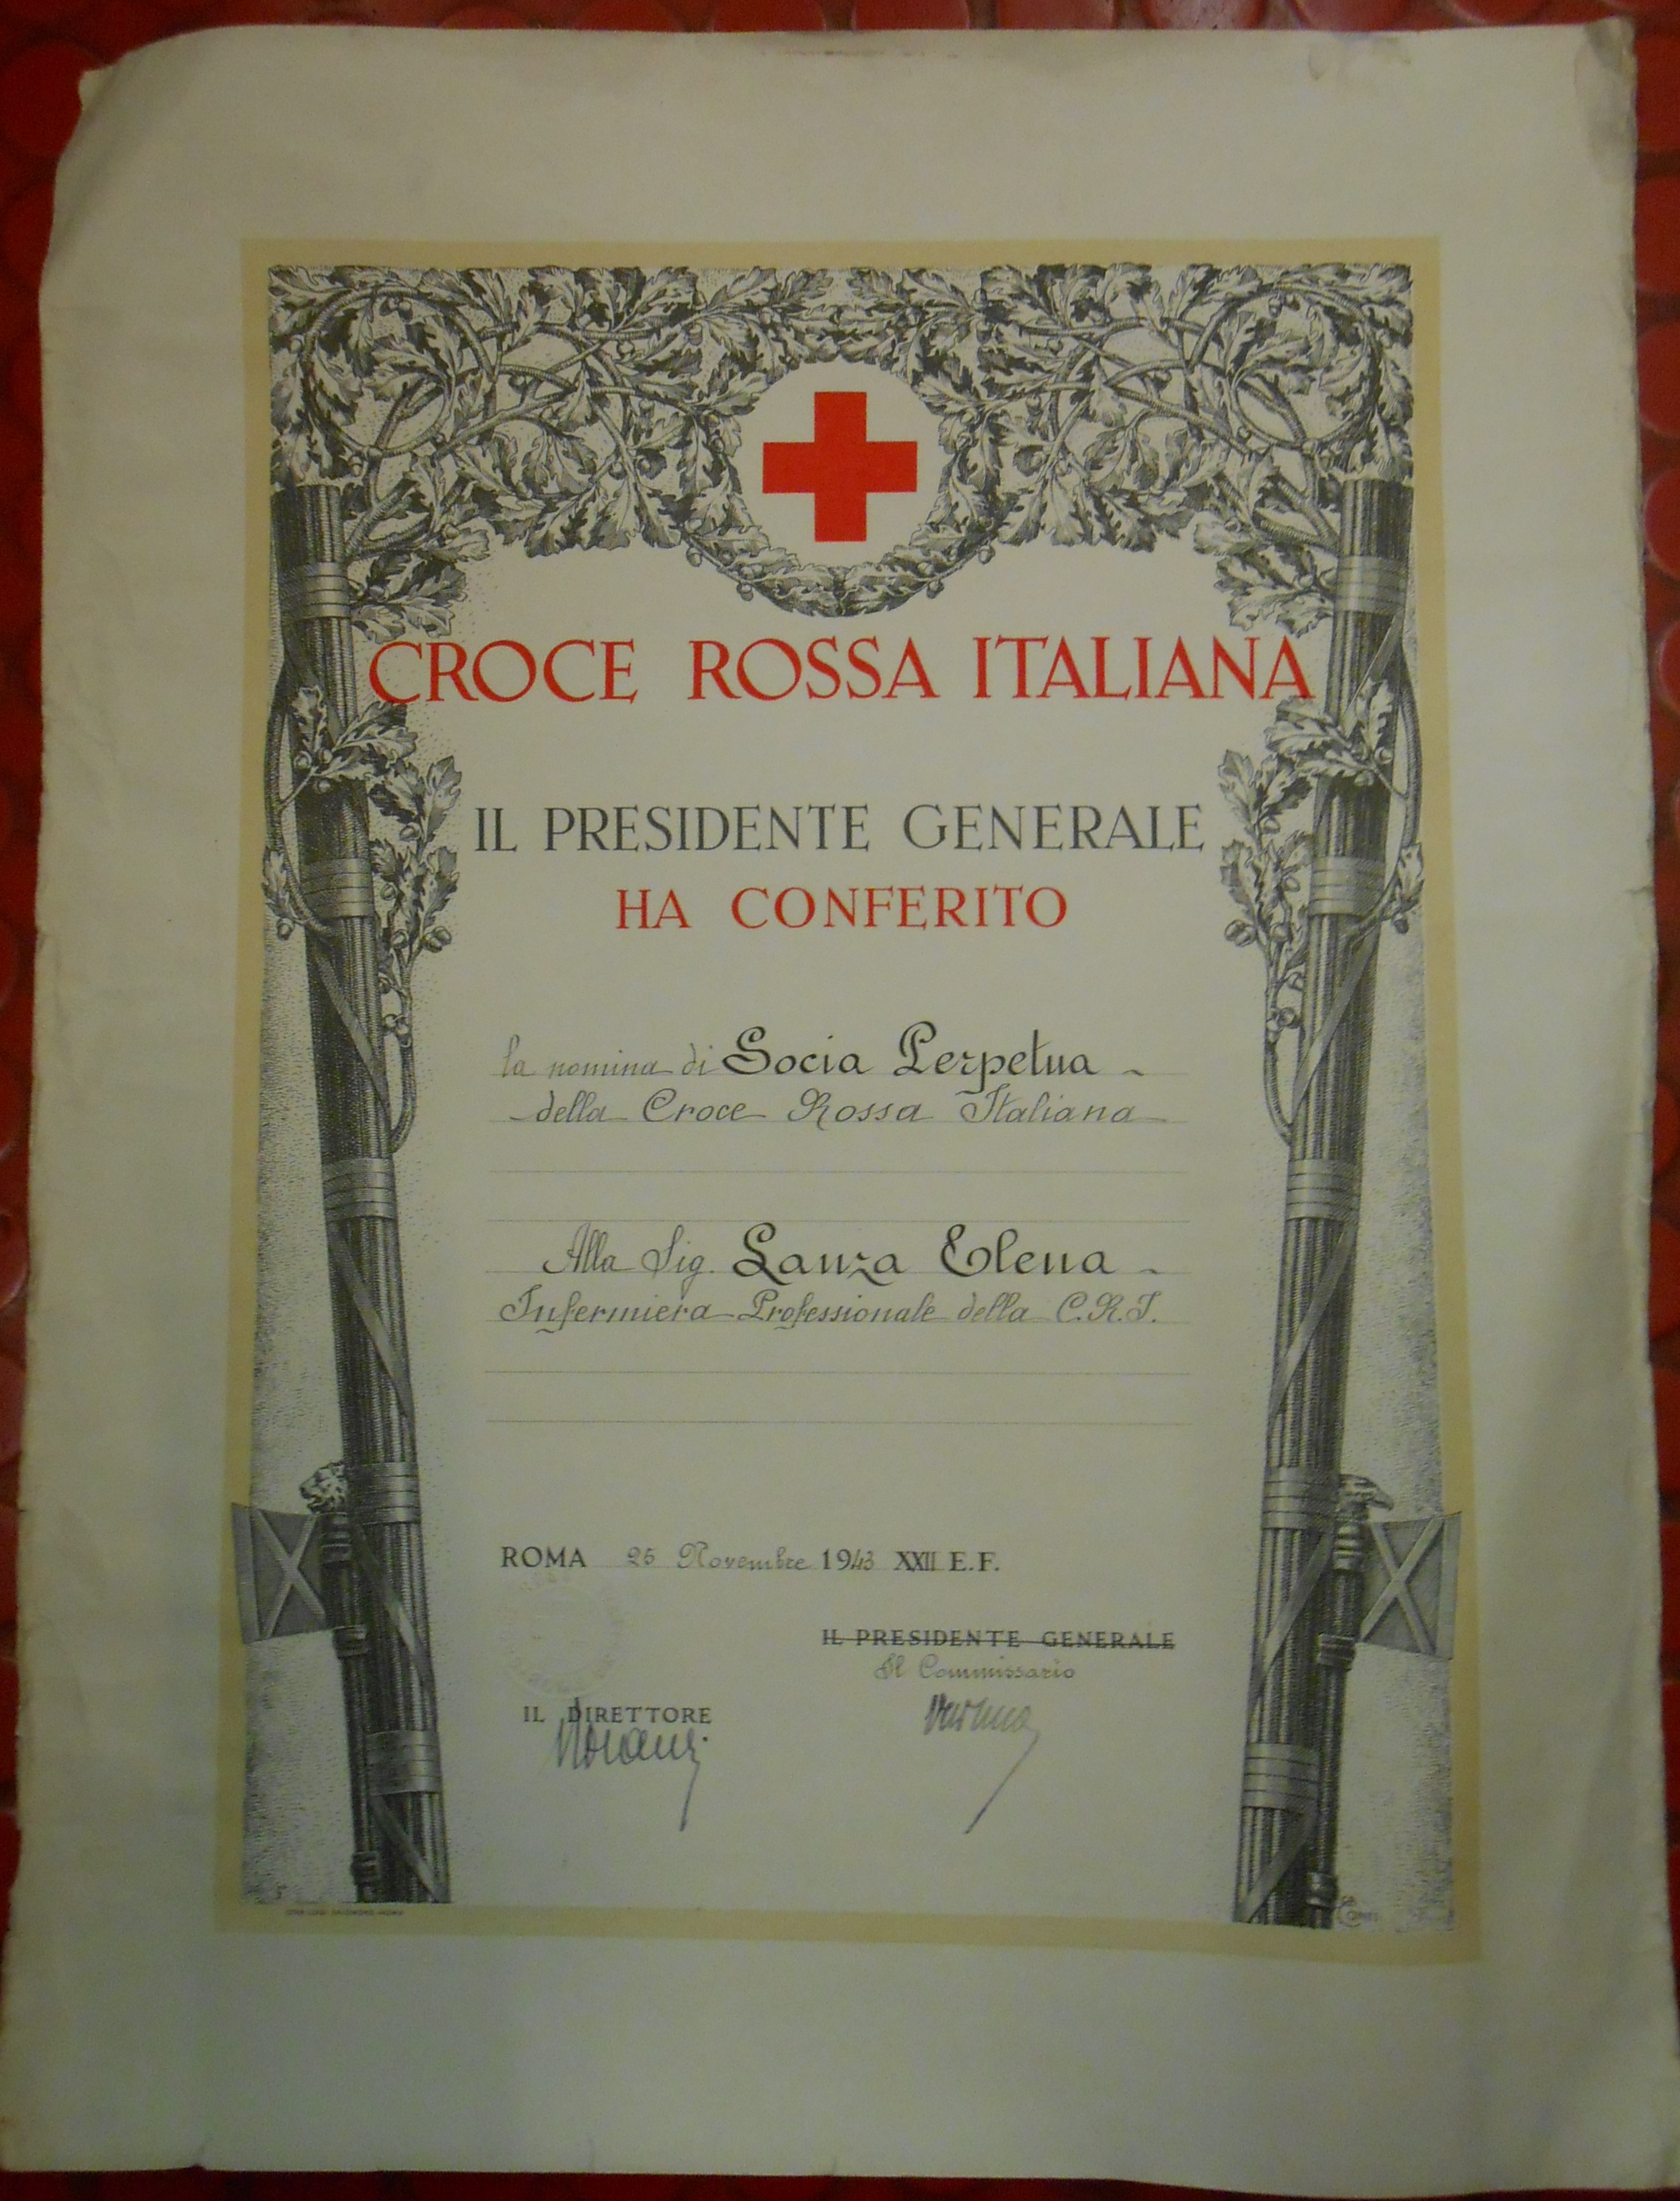 CROCE ROSSA ITALIANA
IL PRESIDENTE GENERALE
HA CONFERITO
la nomina di Socia Perpetua
della Croce Rossa Italiana
Alla Sig. Lanza Elena
Infermiera Professionale della C.R.I.
ROMA 25 Novembre 1943 XXII E.F.
IL PRESIDENTE GENERALE
Il Commissario
IL DIRETTORE